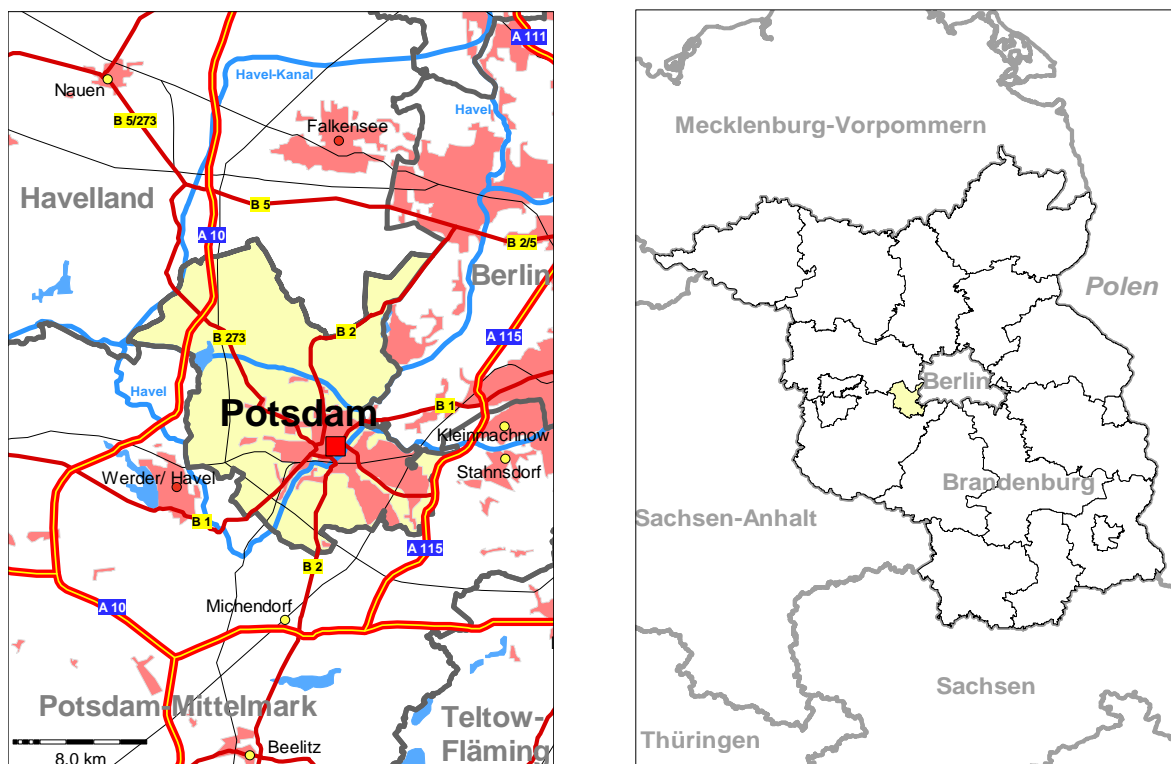 A 111
Havel-Kanal
Nauen
Havel
B 5/273
Falkensee
Havelland
B 5
A 10
B 2/5
Berlin
B 273
B 2
A 115
Havel
B 1
Potsdam
Kleinmachnow
Stahnsdorf
Werder/ Havel
B 1
A 115
B 2
A 10
Michendorf
Potsdam-Mittelmark
Teltow-
Fläming
Beelitz
8,0 km
Mecklenburg-Vorpommern
Polen
Berlin
Brandenburg
Sachsen-Anhalt
Sachsen
Thüringen